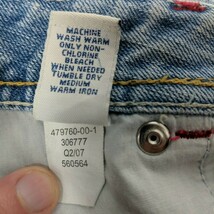 MACHINE
WASH WARM
ONLY NON-
CHLORINE
BLEACH
WHEN NEEDED
TUMBLE DRY
MEDIUM
WARM IRON
479760-00-1
306777
Q2/07
560564